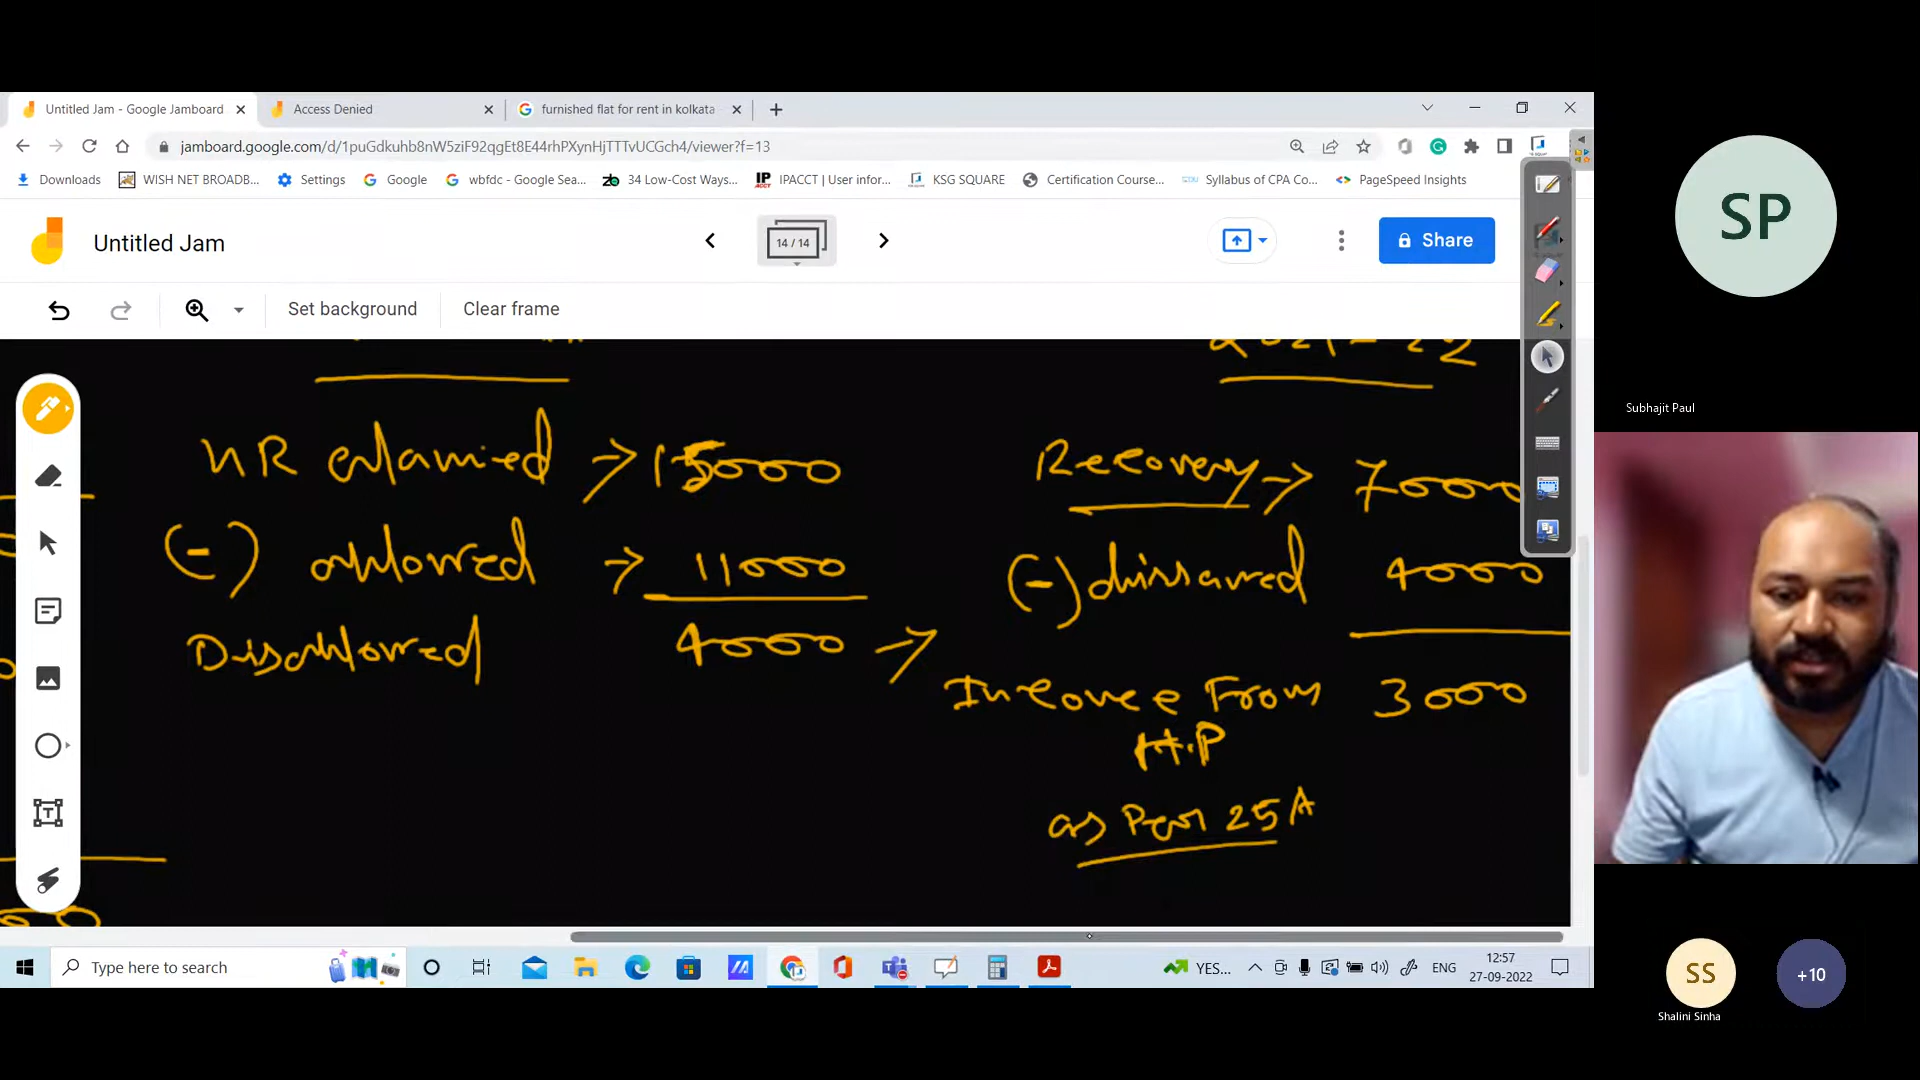 Untitled Jam - Google Jamboard
Access Denied
furnished flat for rent in kolkata
jamboard.google.com/d/1puGdkuhb8nW5ziF92qgEt8E44rhPXynHjTTTvUCGch4/viewer?f=13
Downloads
WISH NET BROADB...
Settings
Google
wbfdc - Google Sea...
34 Low-Cost Ways...
IPACCT | User infor...
KSG SQUARE
Certification Course...
Syllabus of CPA Co...
PageSpeed Insights
Untitled Jam
14 / 14
Share
Set background
Clear frame
2021-22
UR claimed → 15000
Recovery → 7000
(-) allowed → 11000
(-) dissawed 4000
Disallowed 4000 →
Income From 3000
H.P
as Per 25A
SP
Subhajit Paul
SS
Shalini Sinha
+10
Type here to search
YES...
ENG
12:57
27-09-2022